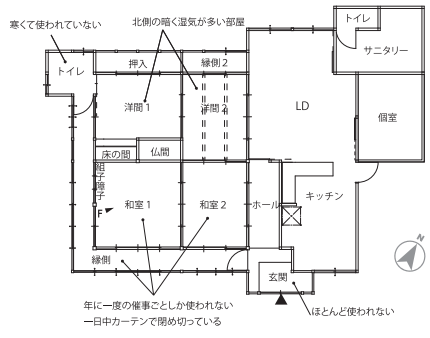 寒くて使われていない
北側の暗く湿気が多い部屋
トイレ
サニタリー
トイレ
押入
縁側２
洋間１
洋間２
LD
個室
床の間
仏間
組子障子
F
和室１
和室２
ホール
キッチン
縁側
玄関
N
年に一度の催事ごとしか使われない
一日中カーテンで閉め切っている
ほとんど使われない